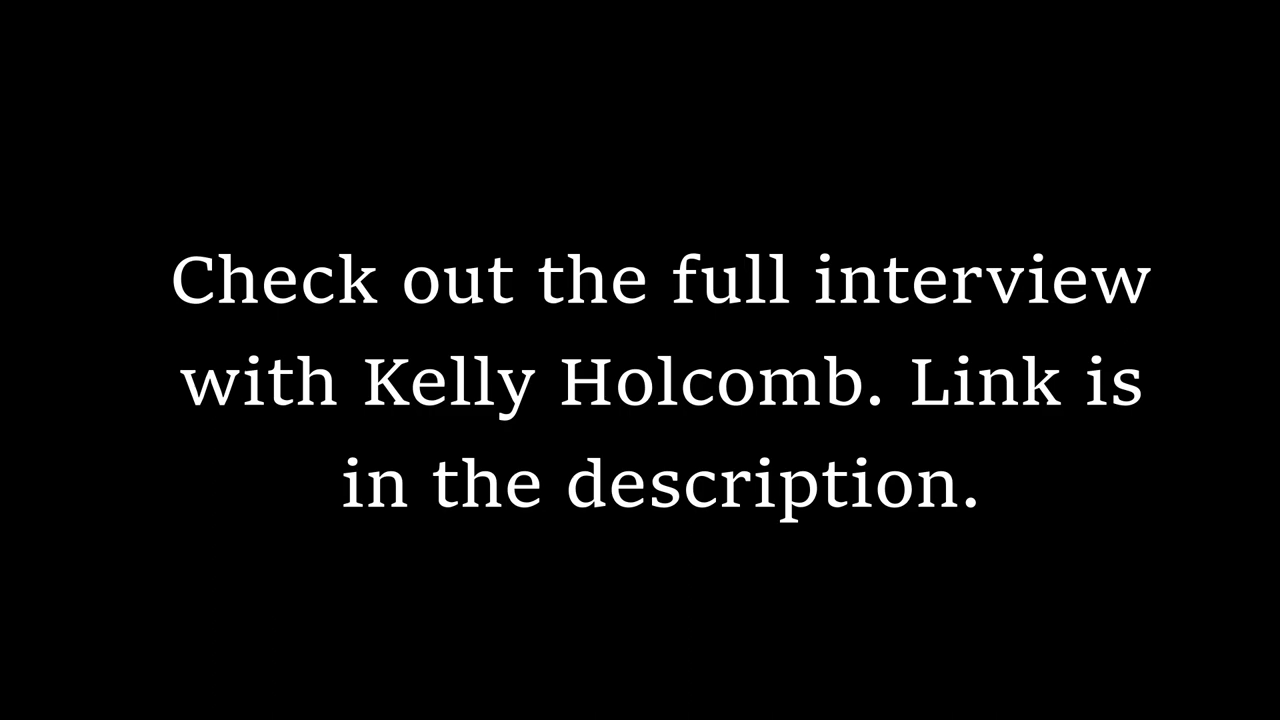 Check out the full interview
with Kelly Holcomb. Link is
in the description.